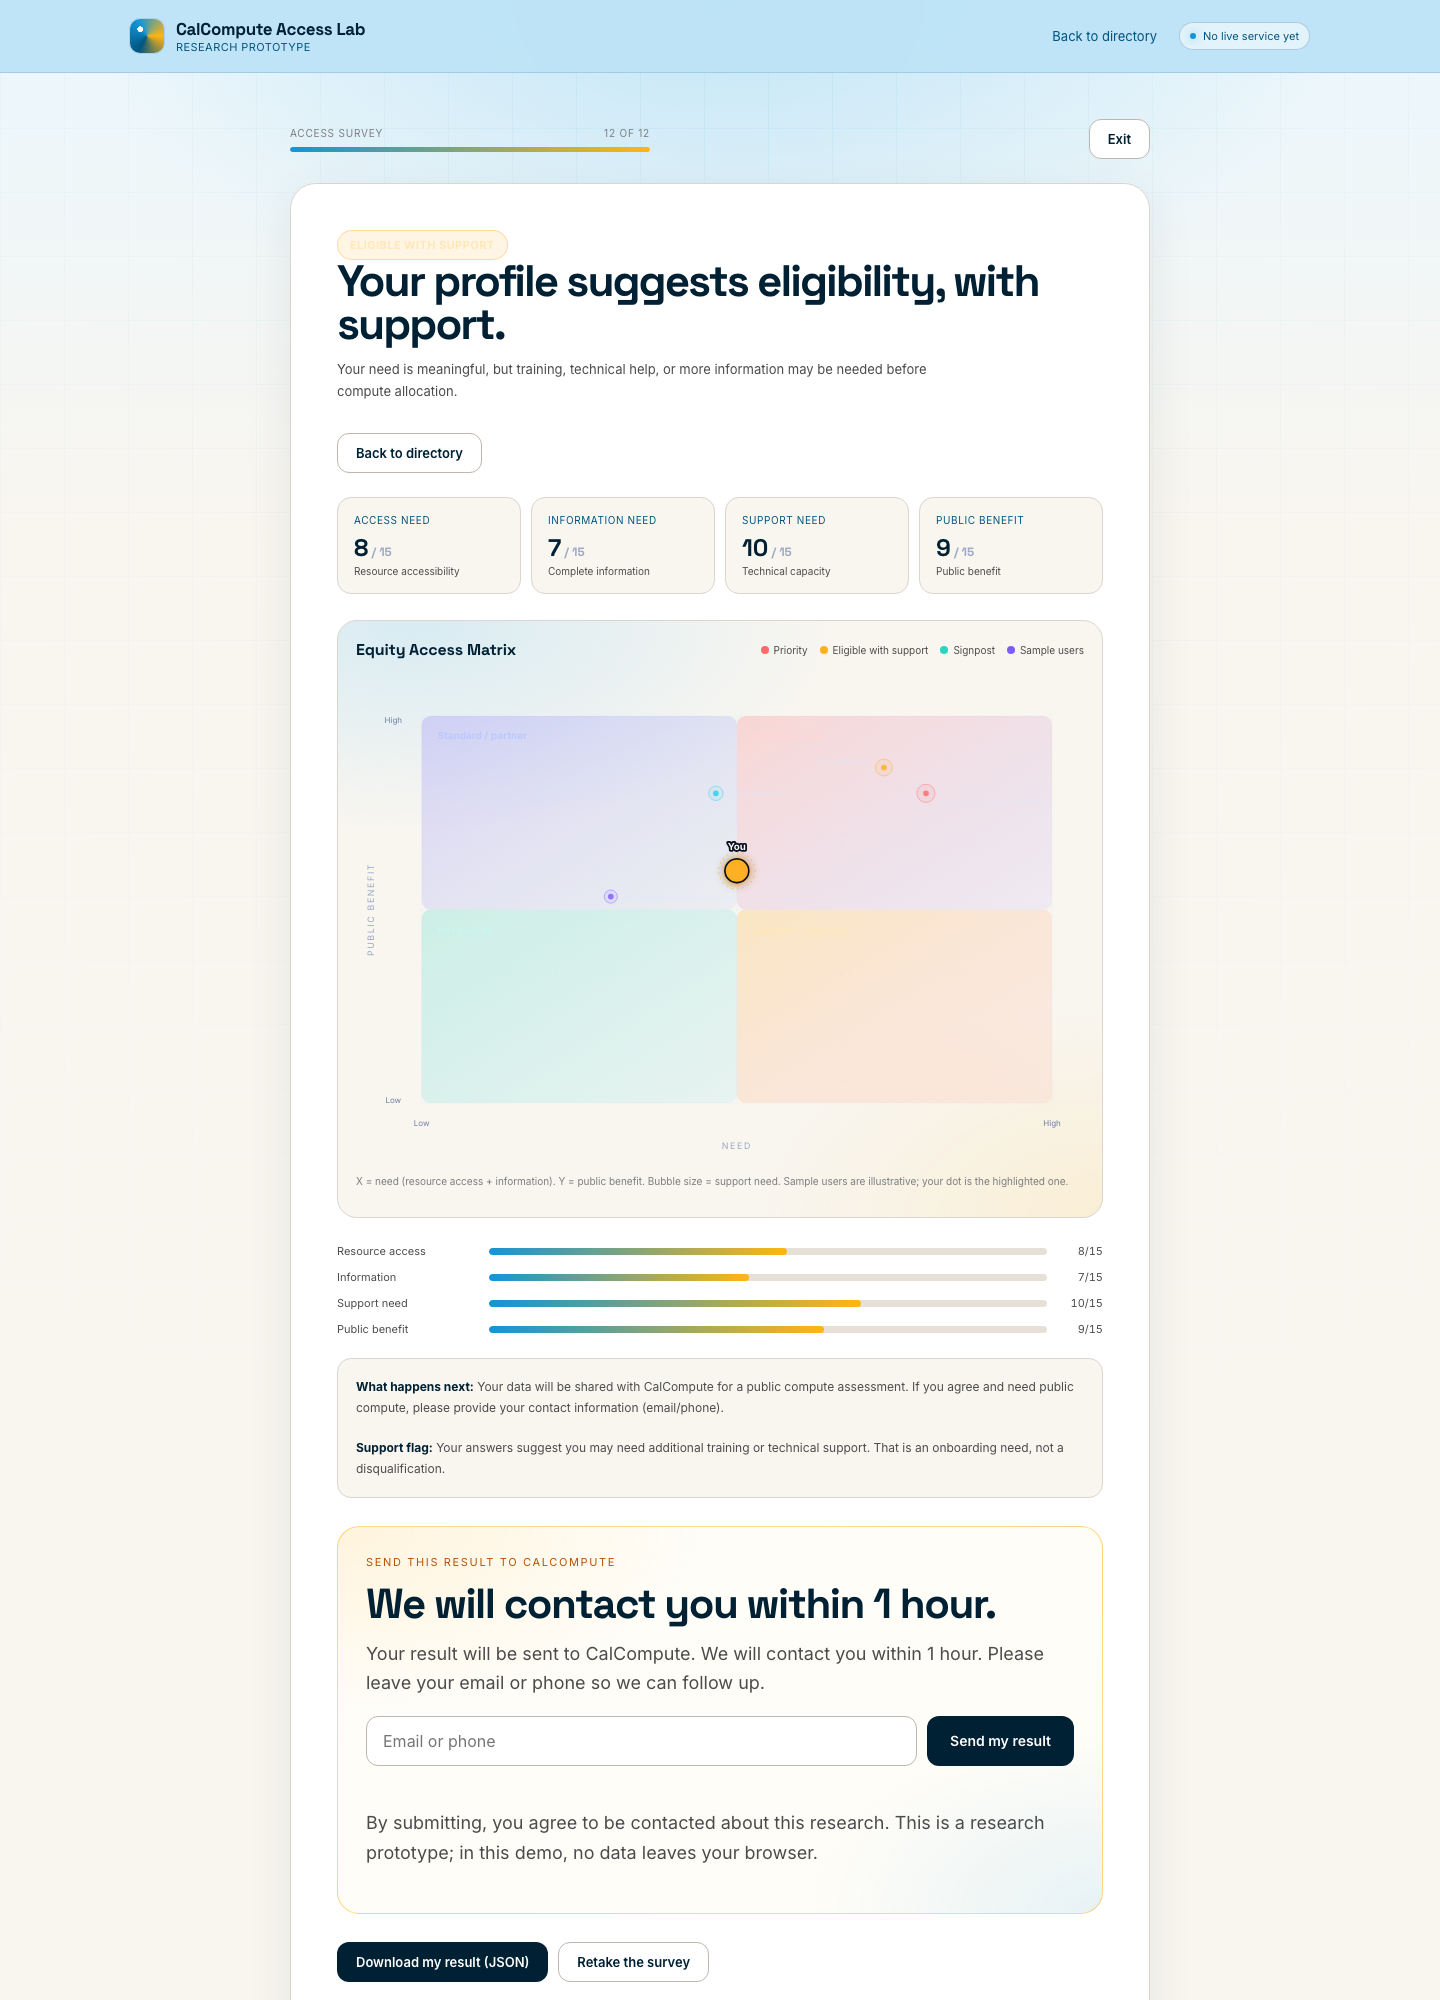 CalCompute Access Lab
RESEARCH PROTOTYPE
Back to directory
No live service yet
ACCESS SURVEY
12 OF 12
Exit
ELIGIBLE WITH SUPPORT
Your profile suggests eligibility, with
support.
Your need is meaningful, but training, technical help, or more information may be needed before
compute allocation.
Back to directory
ACCESS NEED
8 / 15
Resource accessibility
INFORMATION NEED
7 / 15
Complete information
SUPPORT NEED
10 / 15
Technical capacity
PUBLIC BENEFIT
9 / 15
Public benefit
Equity Access Matrix
Priority
Eligible with support
Signpost
Sample users
High
Standard / partner
You
PUBLIC BENEFIT
Low
Low
High
NEED
X = need (resource access + information). Y = public benefit. Bubble size = support need. Sample users are illustrative; your dot is the highlighted one.
Resource access
8/15
Information
7/15
Support need
10/15
Public benefit
9/15
What happens next: Your data will be shared with CalCompute for a public compute assessment. If you agree and need public
compute, please provide your contact information (email/phone).
Support flag: Your answers suggest you may need additional training or technical support. That is an onboarding need, not a
disqualification.
SEND THIS RESULT TO CALCOMPUTE
We will contact you within 1 hour.
Your result will be sent to CalCompute. We will contact you within 1 hour. Please
leave your email or phone so we can follow up.
Email or phone
Send my result
By submitting, you agree to be contacted about this research. This is a research
prototype; in this demo, no data leaves your browser.
Download my result (JSON)
Retake the survey